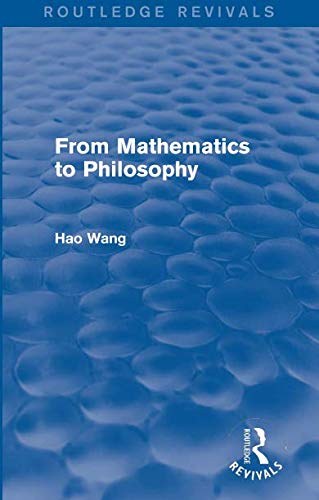 ROUTLEDGE REVIVALS
From Mathematics
to Philosophy
Hao Wang
ROUTLEDGE
REVIVALS